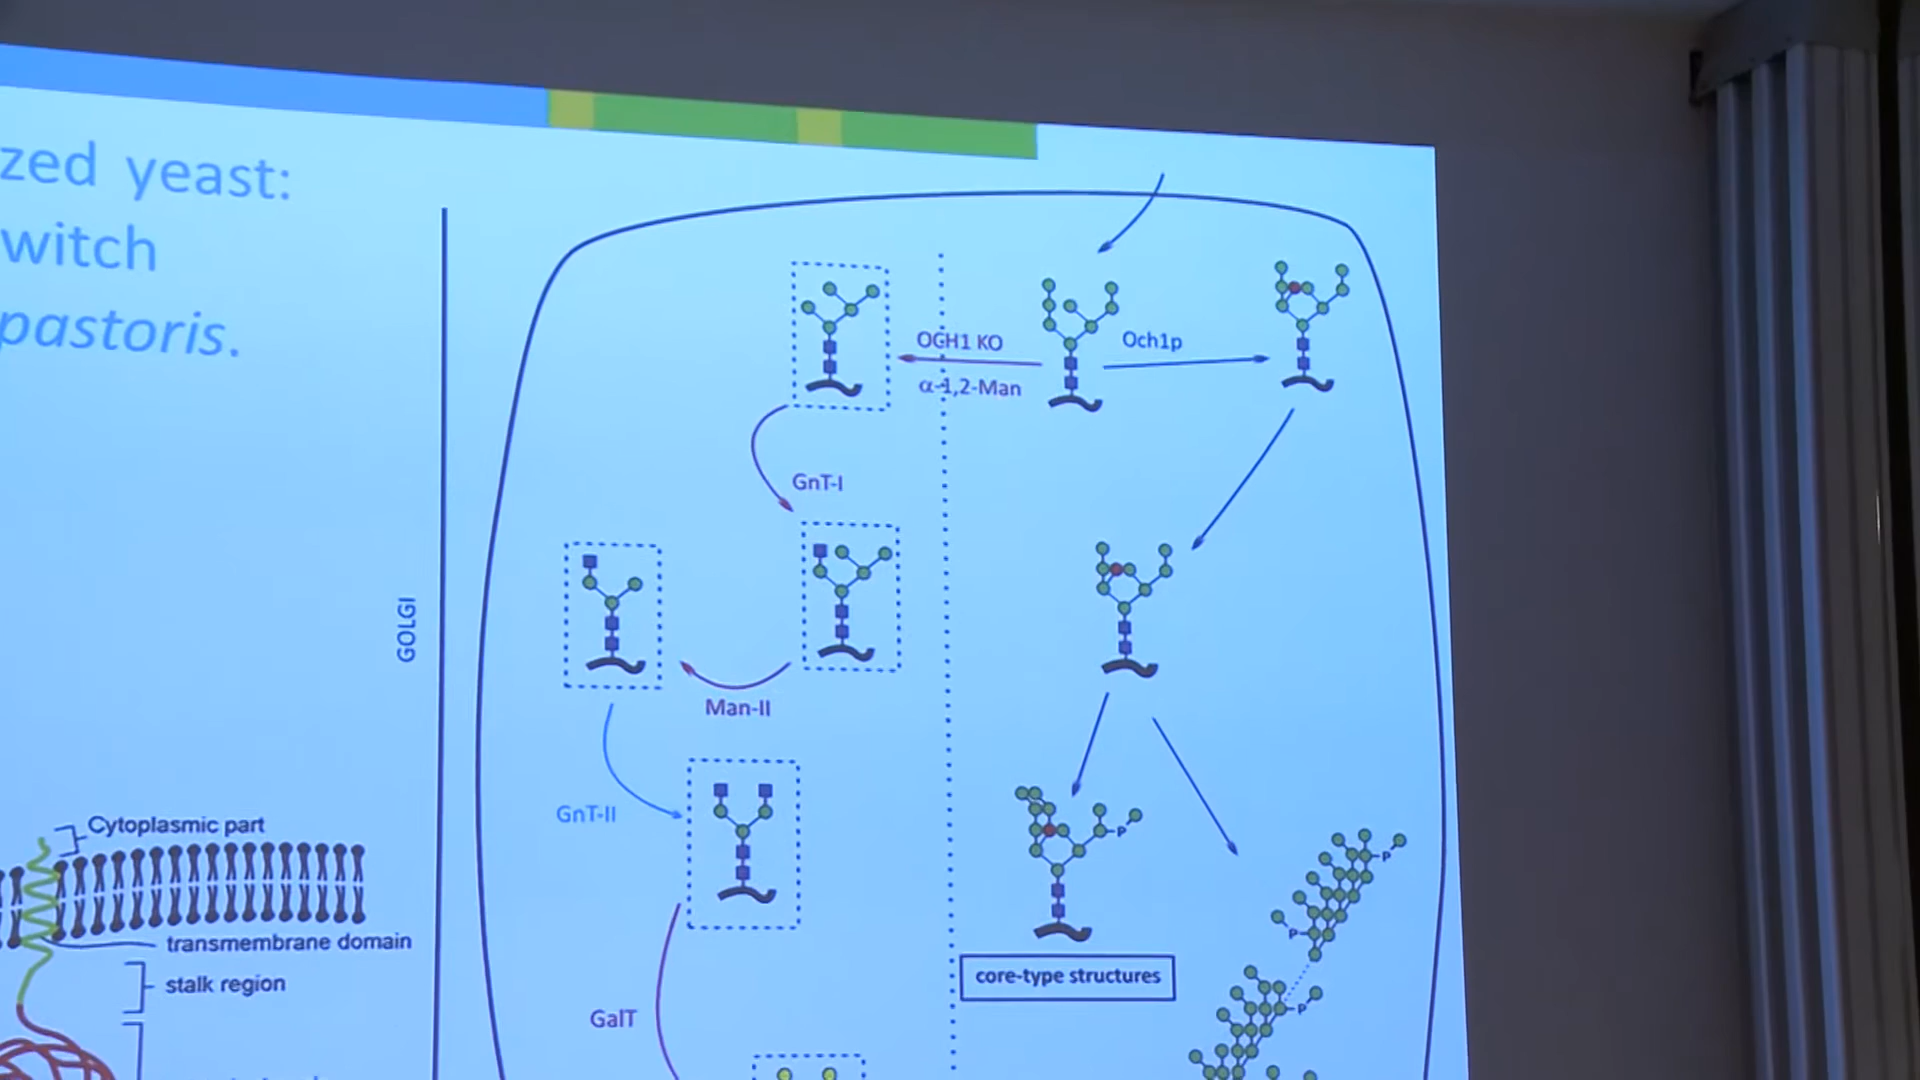 zed yeast:
witch
pastoris.
OCH1 KO
α-1,2-Man
Och1p
GnT-I
GOLGI
Man-II
GnT-II
P
P
P
P
Cytoplasmic part
transmembrane domain
stalk region
core-type structures
GalT